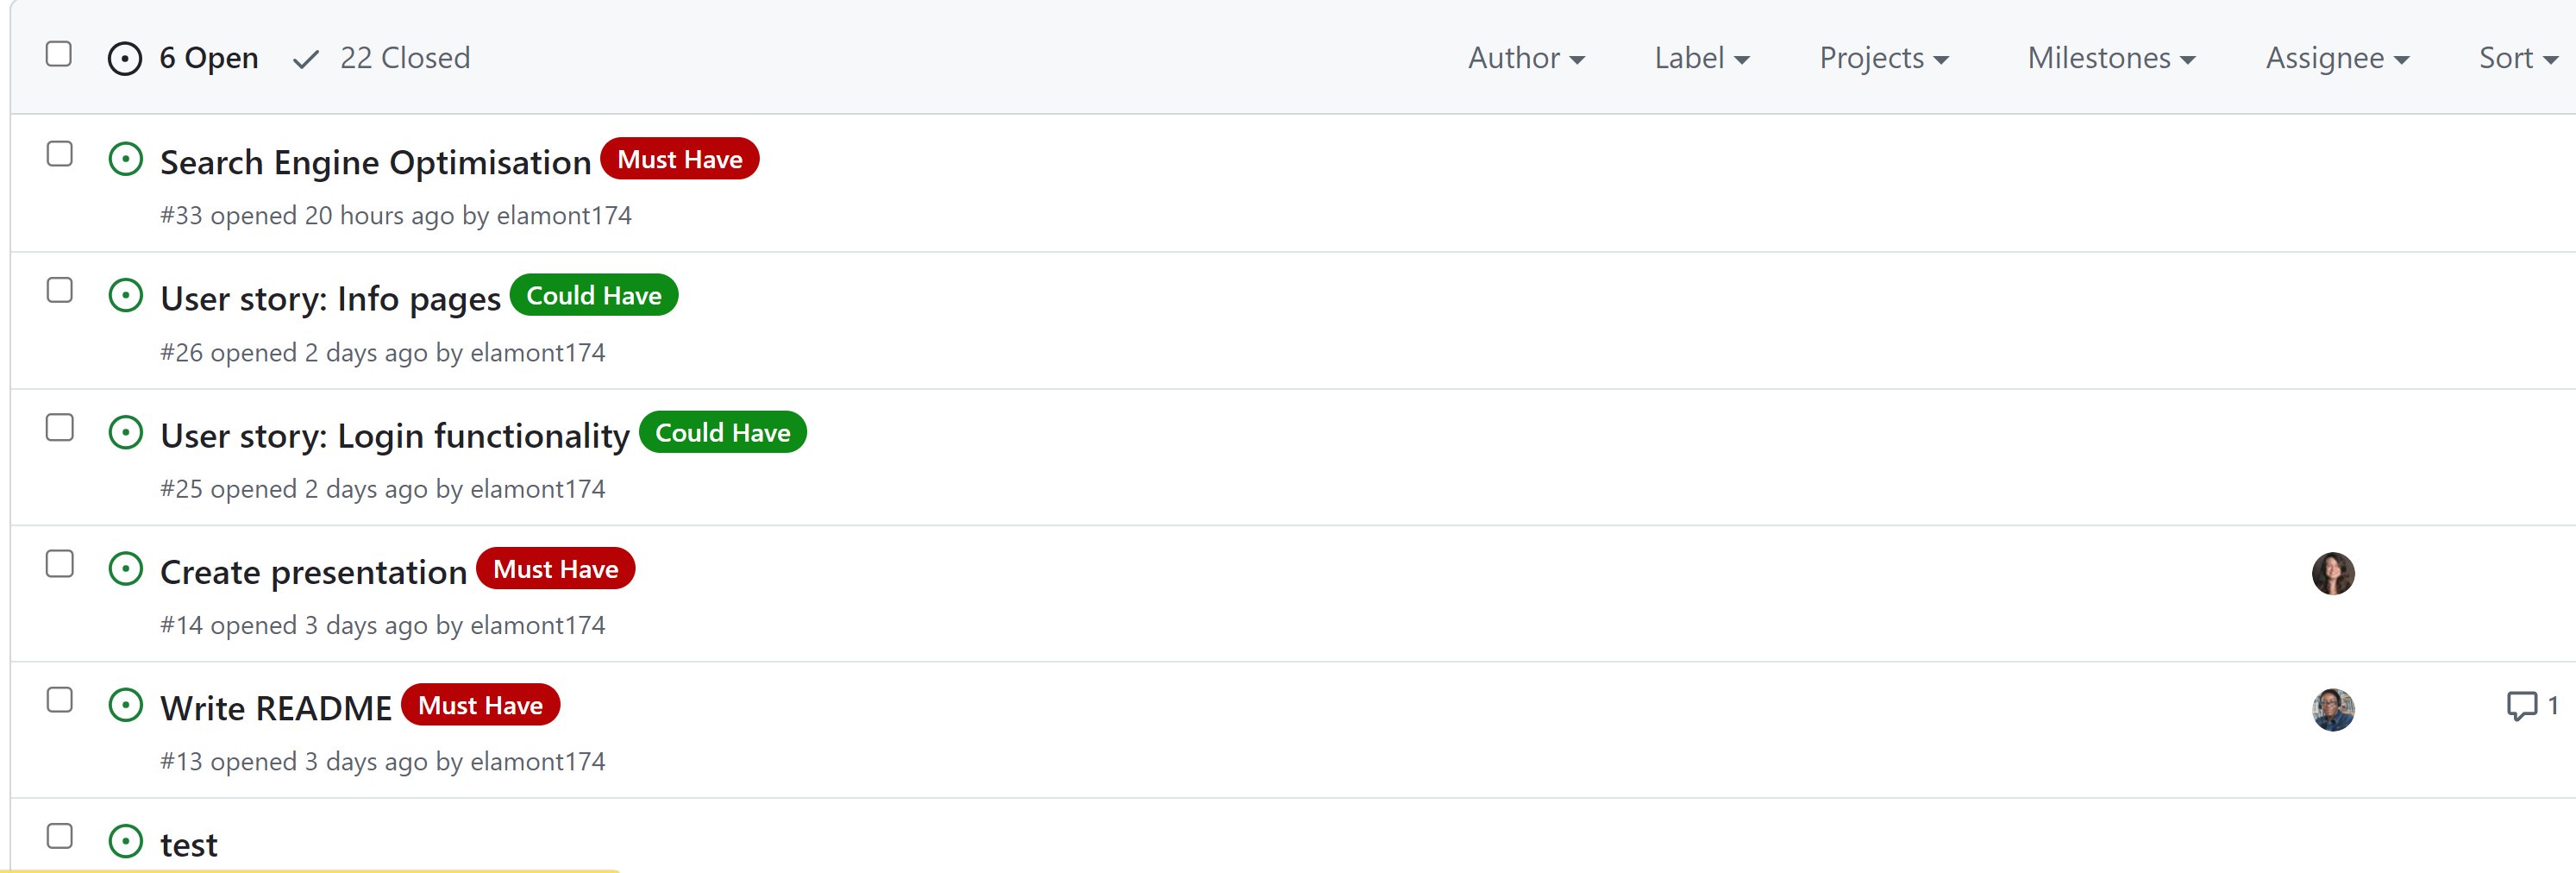 6 Open 22 Closed Author Label Projects Milestones Assignee Sort
Search Engine Optimisation Must Have
#33 opened 20 hours ago by elamont174
User story: Info pages Could Have
#26 opened 2 days ago by elamont174
User story: Login functionality Could Have
#25 opened 2 days ago by elamont174
Create presentation Must Have
#14 opened 3 days ago by elamont174
Write README Must Have 1
#13 opened 3 days ago by elamont174
test